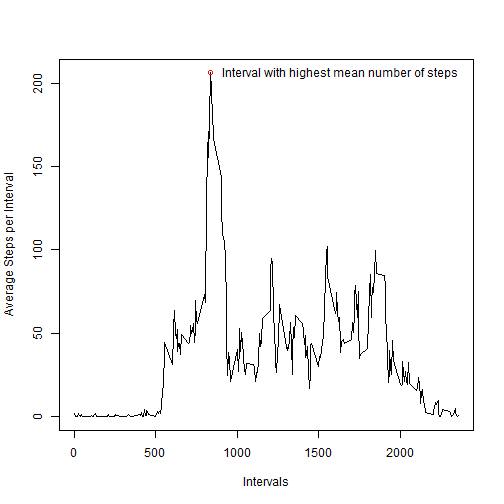 Interval with highest mean number of steps
200
150
100
50
0
Average Steps per Interval
0 500 1000 1500 2000
Intervals